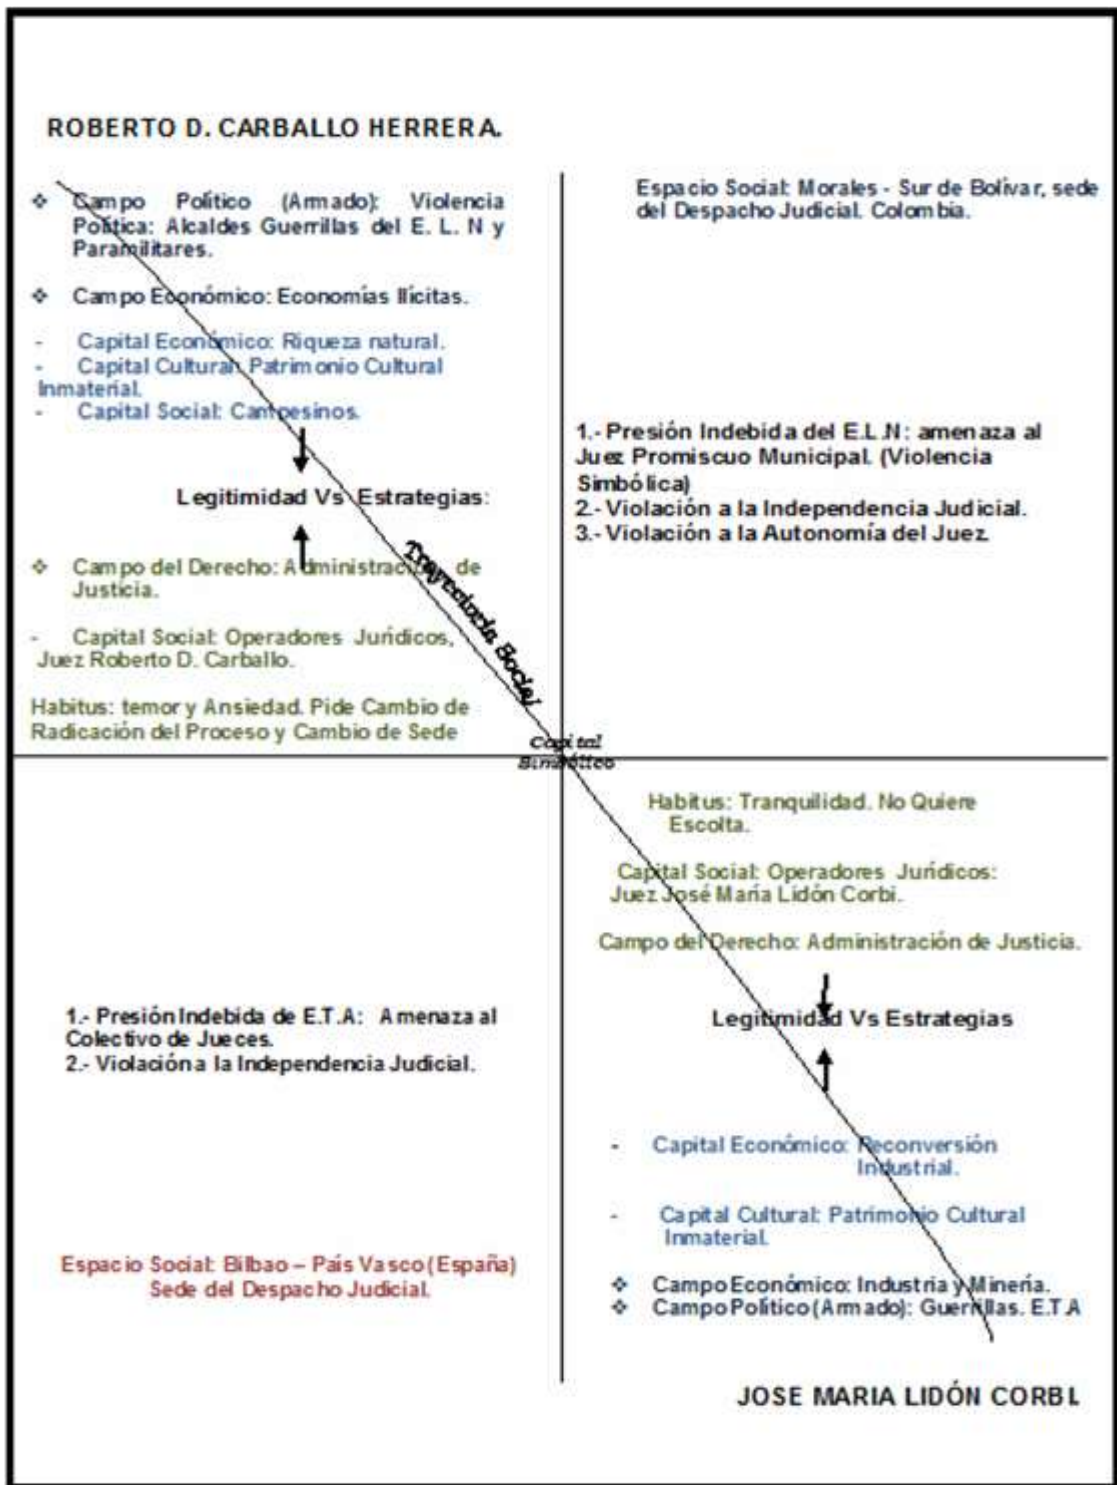 ROBERTO D. CARBALLO HERRERA.
❖ Campo Político (Armado): Violencia
Política: Alcaldes Guerrillas del E. L. N y
Paramilitares.
❖ Campo Económico: Economías Ilícitas.
- Capital Económico: Riqueza natural.
- Capital Cultural: Patrimonio Cultural
Inmaterial.
- Capital Social: Campesinos.
Legitimidad Vs Estrategias:
❖ Campo del Derecho: Administración de
Justicia.
- Capital Social: Operadores Jurídicos,
Juez Roberto D. Carballo.
Habitus: temor y Ansiedad. Pide Cambio de
Radicación del Proceso y Cambio de Sede
Espacio Social: Morales - Sur de Bolívar, sede
del Despacho Judicial. Colombia.
1.- Presión Indebida del E.L.N: amenaza al
Juez Promiscuo Municipal. (Violencia
Simbólica)
2.- Violación a la Independencia Judicial.
3.- Violación a la Autonomía del Juez.
Trayectoria Social
Capital
Simbólico
1.- Presión Indebida de E.T.A: Amenaza al
Colectivo de Jueces.
2.- Violación a la Independencia Judicial.
Espacio Social: Bilbao – País Vasco (España)
Sede del Despacho Judicial.
Habitus: Tranquilidad. No Quiere
Escolta.
Capital Social: Operadores Jurídicos:
Juez José María Lidón Corbi.
Campo del Derecho: Administración de Justicia.
Legitimidad Vs Estrategias
- Capital Económico: Reconversión
Industrial.
- Capital Cultural: Patrimonio Cultural
Inmaterial.
❖ Campo Económico: Industria y Minería.
❖ Campo Político (Armado): Guerrillas. E.T.A
JOSE MARIA LIDÓN CORBI.